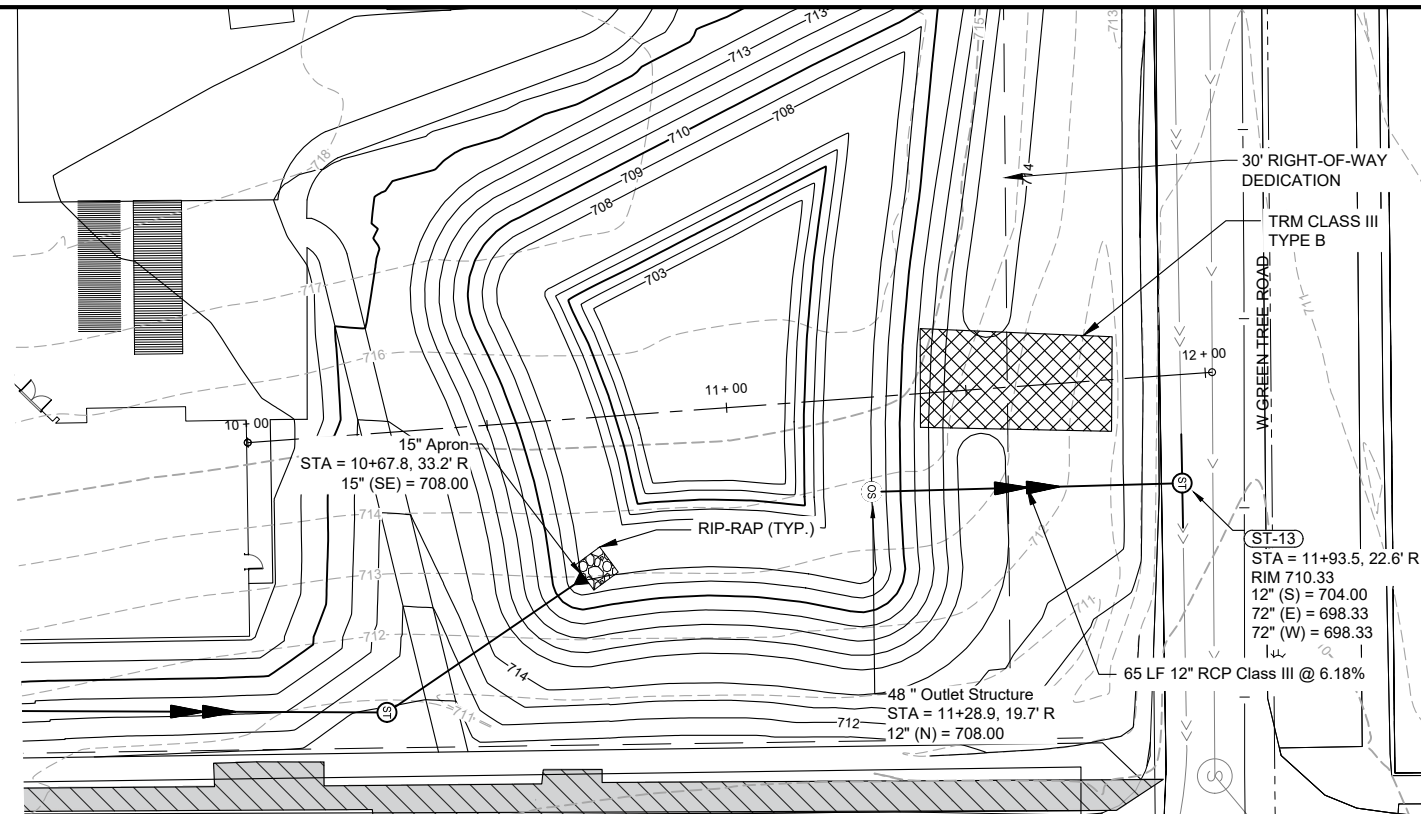 713
713
715
713
718
713
710
708
709
708
714
30' RIGHT-OF-WAY
DEDICATION
TRM CLASS III
TYPE B
703
717
711
W GREEN TREE ROAD
716
12 + 00
11 + 00
10 + 00
15" Apron
STA = 10+67.8, 33.2' R
15" (SE) = 708.00
OS
ST
714
RIP-RAP (TYP.)
712
ST-13
STA = 11+93.5, 22.6' R
RIM 710.33
12" (S) = 704.00
72" (E) = 698.33
72" (W) = 698.33
713
711
712
714
65 LF 12" RCP Class III @ 6.18%
48 " Outlet Structure
STA = 11+28.9, 19.7' R
12" (N) = 708.00
ST
711
712
S